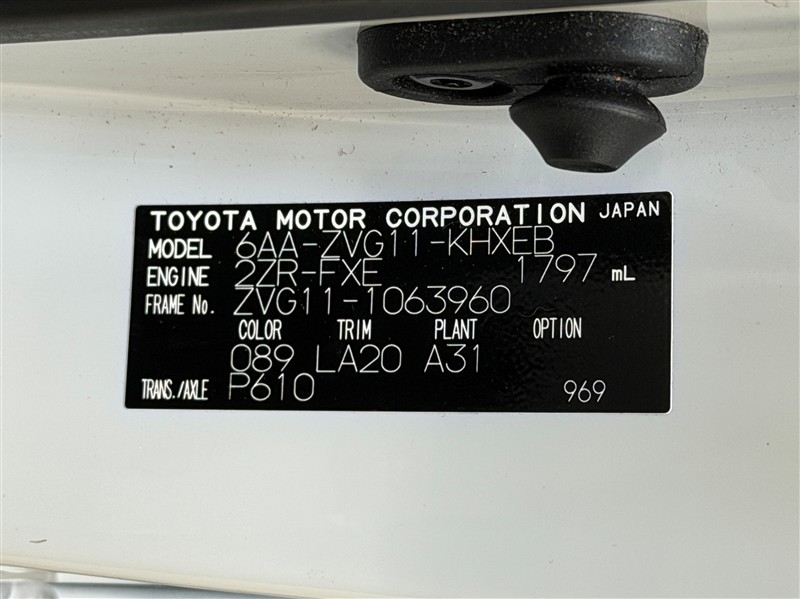 TOYOTA MOTOR CORPORATION JAPAN
MODEL 6AA-ZVG11-KHXEB
ENGINE 2ZR-FXE 1797 mL
FRAME No. ZVG11-1063960
COLOR TRIM PLANT OPTION
089 LA20 A31
TRANS./AXLE P610 969